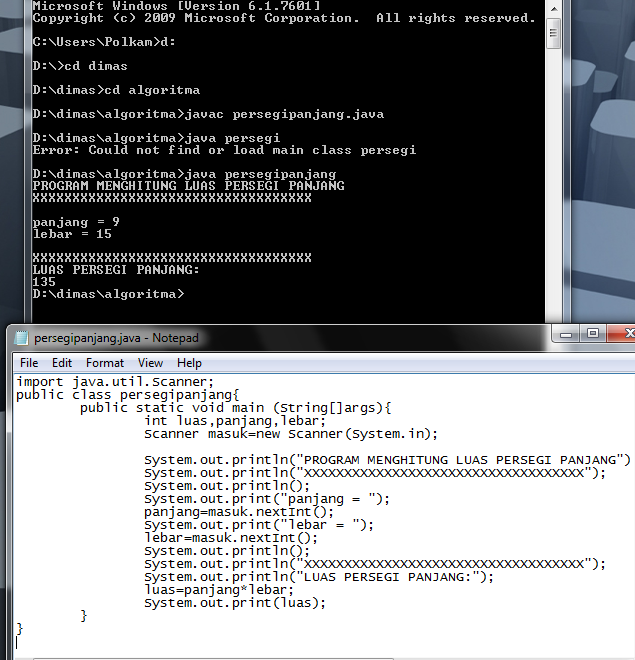 Microsoft Windows [Version 6.1.7601]
Copyright (c) 2009 Microsoft Corporation.  All rights reserved.
C:\Users\Polkam>d:
D:\>cd dimas
D:\dimas>cd algoritma
D:\dimas\algoritma>javac persegipanjang.java
D:\dimas\algoritma>java persegi
Error: Could not find or load main class persegi
D:\dimas\algoritma>java persegipanjang
PROGRAM MENGHITUNG LUAS PERSEGI PANJANG
XXXXXXXXXXXXXXXXXXXXXXXXXXXXXXXXXXX
panjang = 9
lebar = 15
XXXXXXXXXXXXXXXXXXXXXXXXXXXXXXXXXXX
LUAS PERSEGI PANJANG:
135
D:\dimas\algoritma>
persegipanjang.java - Notepad
File Edit Format View Help
import java.util.Scanner;
public class persegipanjang{
        public static void main (String[]args){
                int luas,panjang,lebar;
                Scanner masuk=new Scanner(System.in);
                System.out.println("PROGRAM MENGHITUNG LUAS PERSEGI PANJANG")
                System.out.println("XXXXXXXXXXXXXXXXXXXXXXXXXXXXXXXXXXX");
                System.out.println();
                System.out.print("panjang = ");
                panjang=masuk.nextInt();
                System.out.print("lebar = ");
                lebar=masuk.nextInt();
                System.out.println();
                System.out.println("XXXXXXXXXXXXXXXXXXXXXXXXXXXXXXXXXXX");
                System.out.println("LUAS PERSEGI PANJANG:");
                luas=panjang*lebar;
                System.out.print(luas);
        }
}